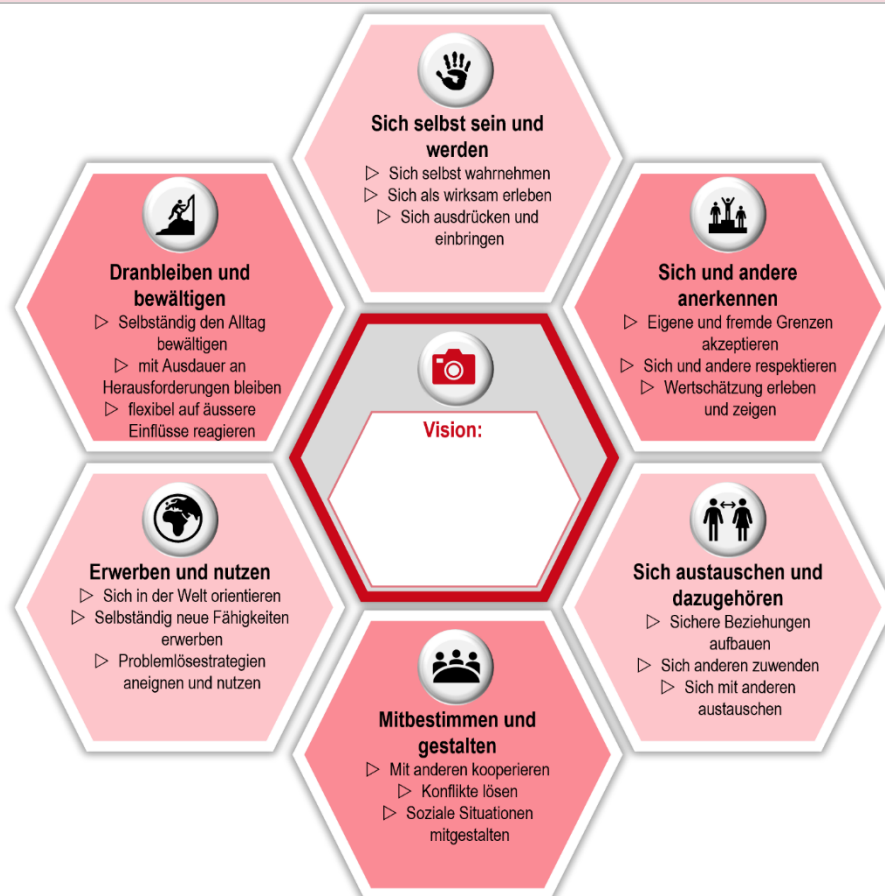 Sich selbst sein und
werden
▷ Sich selbst wahrnehmen
▷ Sich als wirksam erleben
▷ Sich ausdrücken und
einbringen
Dranbleiben und
bewältigen
▷ Selbständig den Alltag
bewältigen
▷ mit Ausdauer an
Herausforderungen bleiben
▷ flexibel auf äussere
Einflüsse reagieren
Sich und andere
anerkennen
▷ Eigene und fremde Grenzen
akzeptieren
▷ Sich und andere respektieren
▷ Wertschätzung erleben
und zeigen
Vision:
Erwerben und nutzen
▷ Sich in der Welt orientieren
▷ Selbständig neue Fähigkeiten
erwerben
▷ Problemlösestrategien
aneignen und nutzen
Sich austauschen und
dazugehören
▷ Sichere Beziehungen
aufbauen
▷ Sich anderen zuwenden
▷ Sich mit anderen
austauschen
Mitbestimmen und
gestalten
▷ Mit anderen kooperieren
▷ Konflikte lösen
▷ Soziale Situationen
mitgestalten